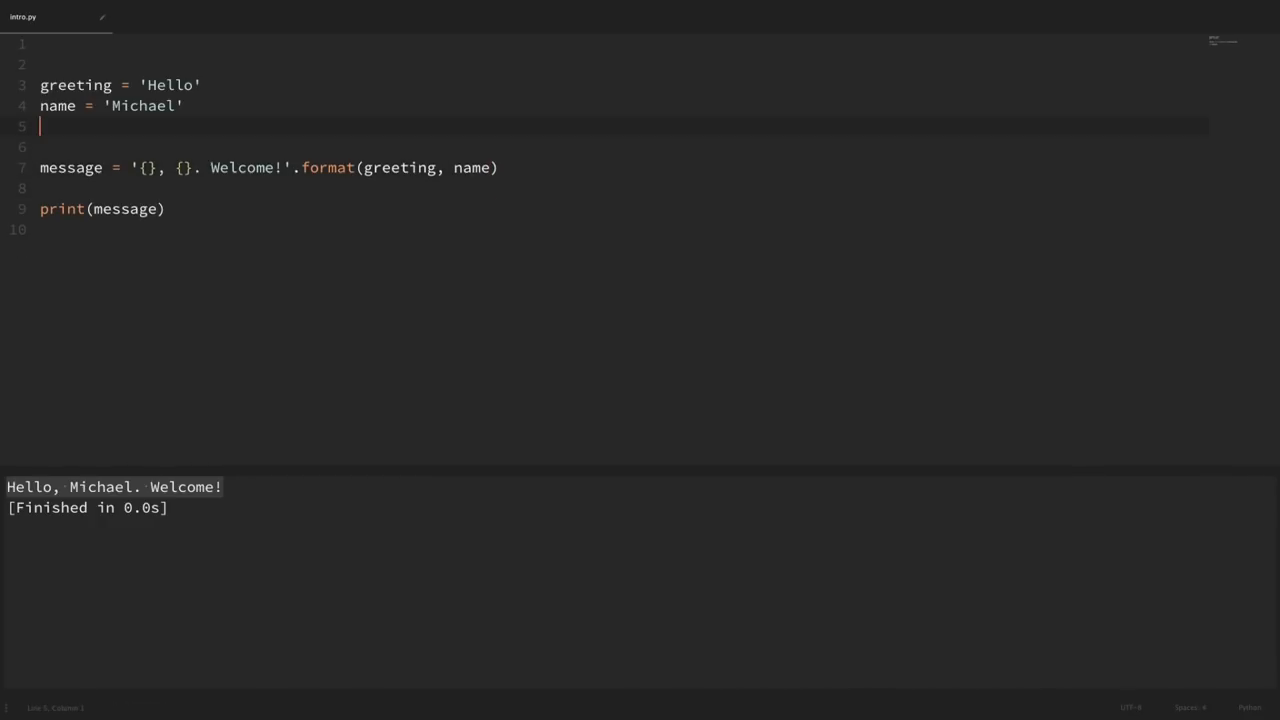 intro.py
1
2
3 greeting = 'Hello'
4 name = 'Michael'
5
6
7 message = '{}, {}. Welcome!'.format(greeting, name)
8
9 print(message)
10
Hello, Michael. Welcome!
[Finished in 0.0s]
Line 5, Column 1 UTF-8 Spaces: 4 Python